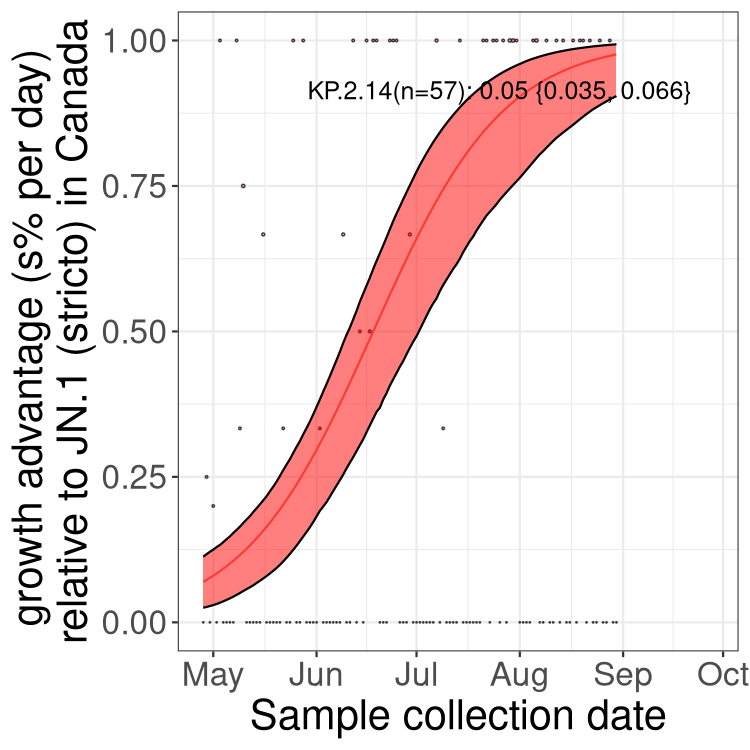 growth advantage (s% per day)
relative to JN.1 (stricto) in Canada
1.00
0.75
0.50
0.25
0.00
KP.2.14(n=57): 0.05 {0.035, 0.066}
May Jun Jul Aug Sep Oct
Sample collection date